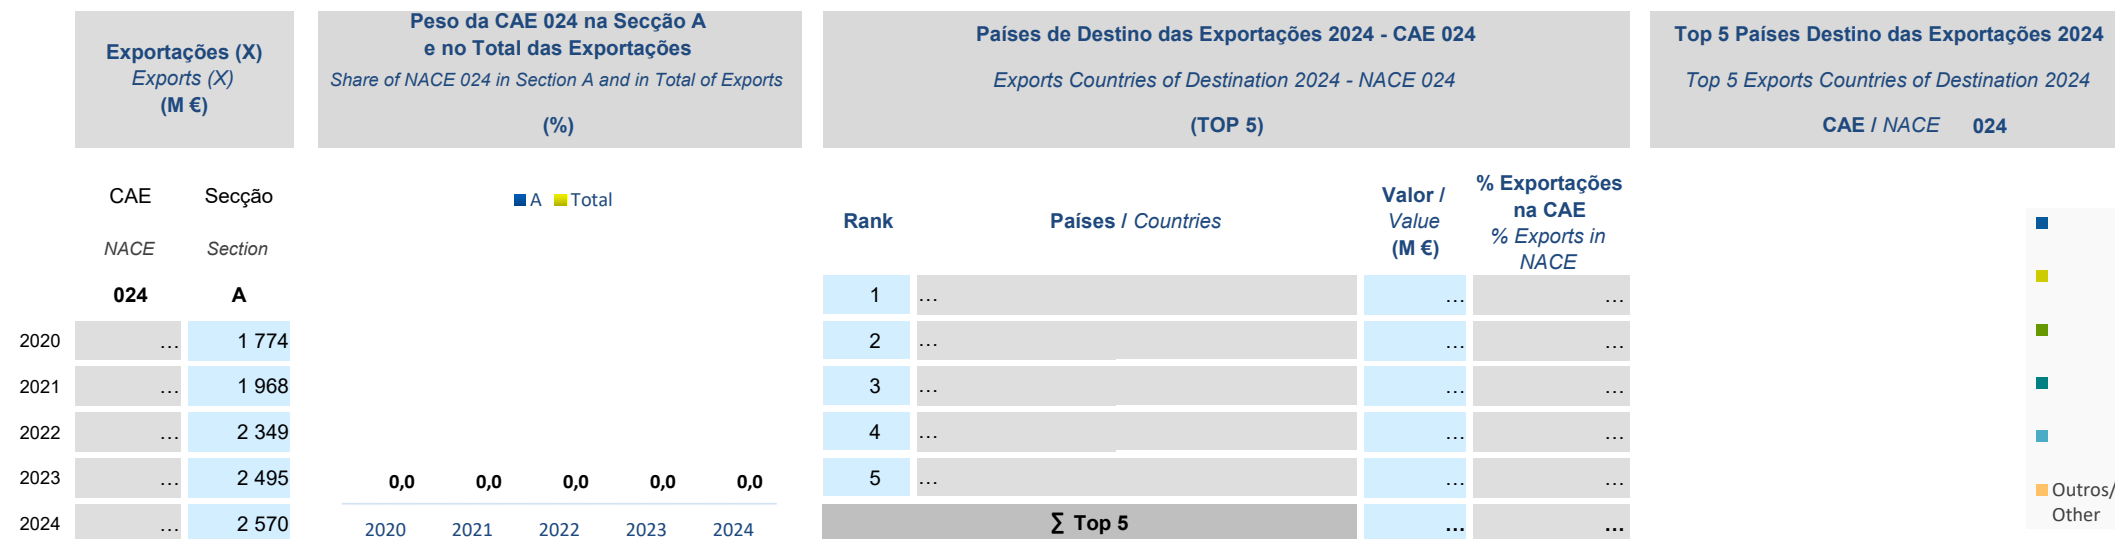 Exportações (X)
Exports (X)
(M €)
Peso da CAE 024 na Secção A
e no Total das Exportações
Share of NACE 024 in Section A and in Total of Exports
(%)
Países de Destino das Exportações 2024 - CAE 024
Exports Countries of Destination 2024 - NACE 024
(TOP 5)
Top 5 Países Destino das Exportações 2024
Top 5 Exports Countries of Destination 2024
CAE / NACE 024
CAE Secção
NACE Section
024 A
2020 … 1 774
2021 … 1 968
2022 … 2 349
2023 … 2 495
2024 … 2 570
A Total
0,0 0,0 0,0 0,0 0,0
2020 2021 2022 2023 2024
Rank
Países / Countries
Valor /
Value
(M €)
% Exportações
na CAE
% Exports in
NACE
1 … … …
2 … … …
3 … … …
4 … … …
5 … … …
∑ Top 5 … …
Outros/
Other